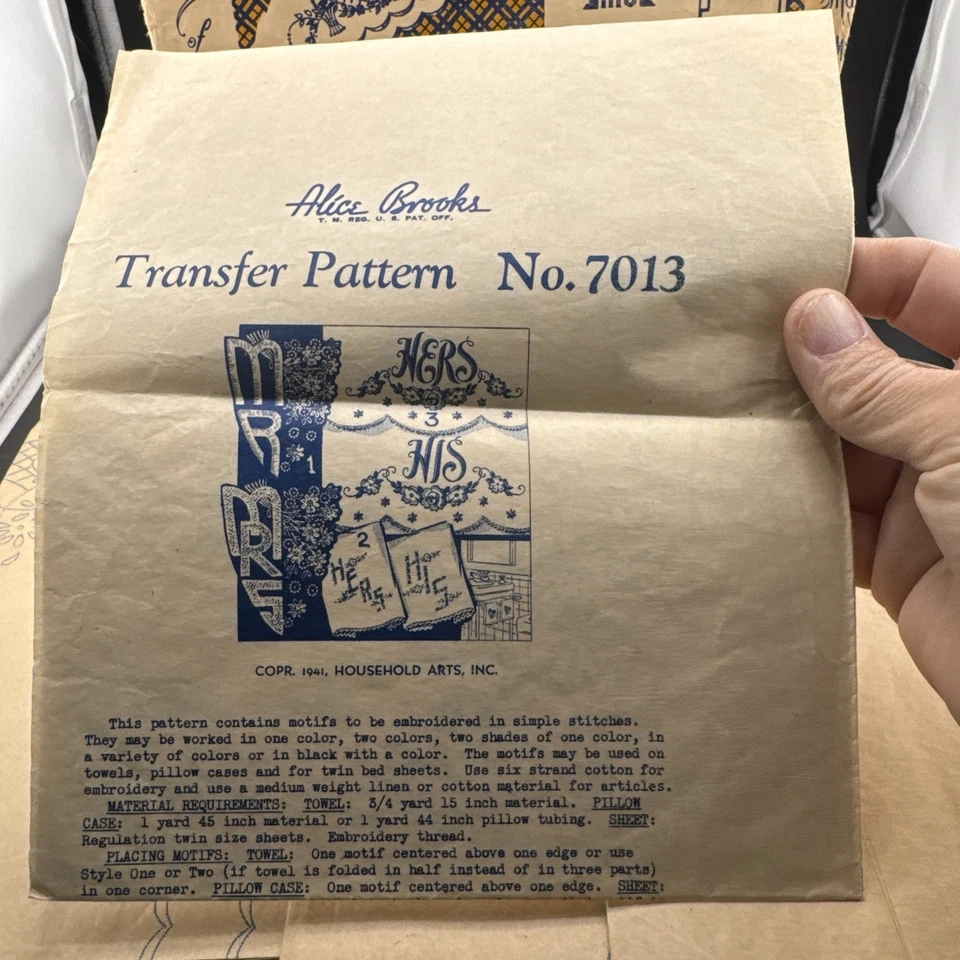 of
Alice Brooks
T. M. REG. U. S. PAT. OFF.
Transfer Pattern No. 7013
MR
1
MRS
HERS
3
HIS
2
HERS
HIS
COPR. 1941, HOUSEHOLD ARTS, INC.
This pattern contains motifs to be embroidered in simple stitches.
They may be worked in one color, two colors, two shades of one color, in
a variety of colors or in black with a color. The motifs may be used on
towels, pillow cases and for twin bed sheets. Use six strand cotton for
embroidery and use a medium weight linen or cotton material for articles.
MATERIAL REQUIREMENTS: TOWEL: 3/4 yard 15 inch material. PILLOW
CASE: 1 yard 45 inch material or 1 yard 44 inch pillow tubing. SHEET:
Regulation twin size sheets. Embroidery thread.
PLACING MOTIFS: TOWEL: One motif centered above one edge or use
Style One or Two (if towel is folded in half instead of in three parts)
in one corner. PILLOW CASE: One motif centered above one edge. SHEET: